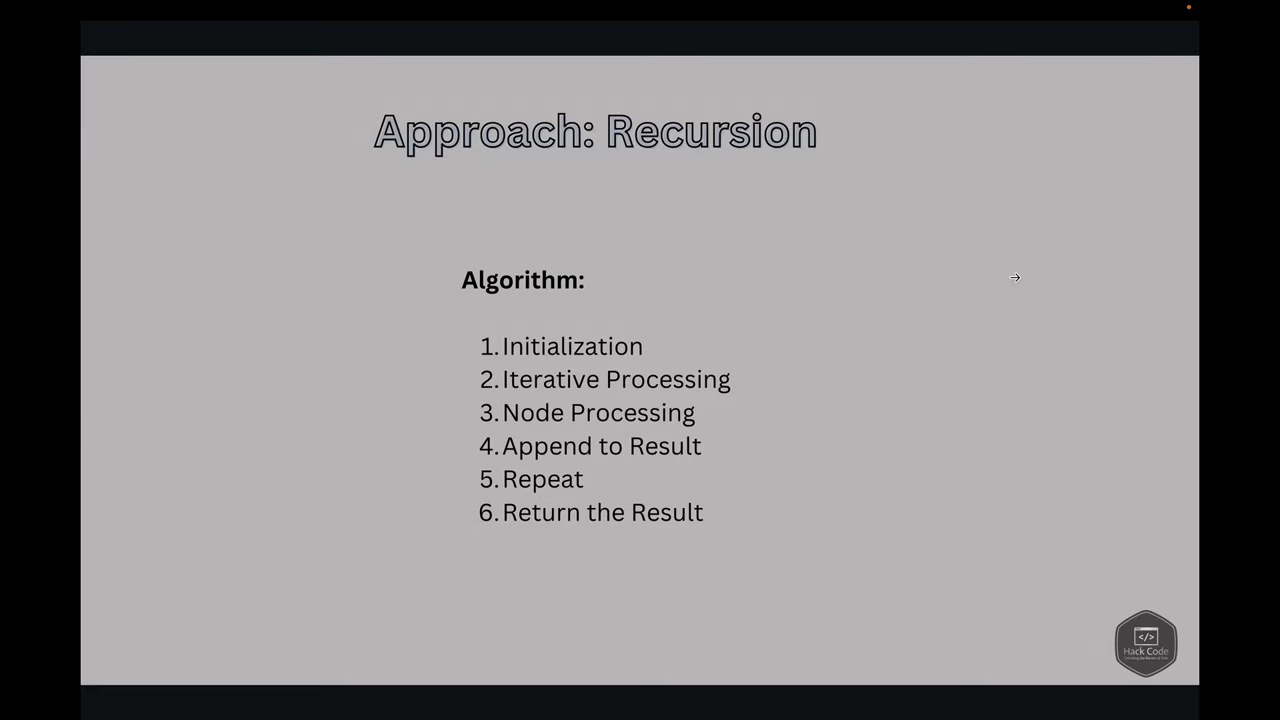 Approach: Recursion
Algorithm:
1. Initialization
2. Iterative Processing
3. Node Processing
4. Append to Result
5. Repeat
6. Return the Result
</>
Hack Code